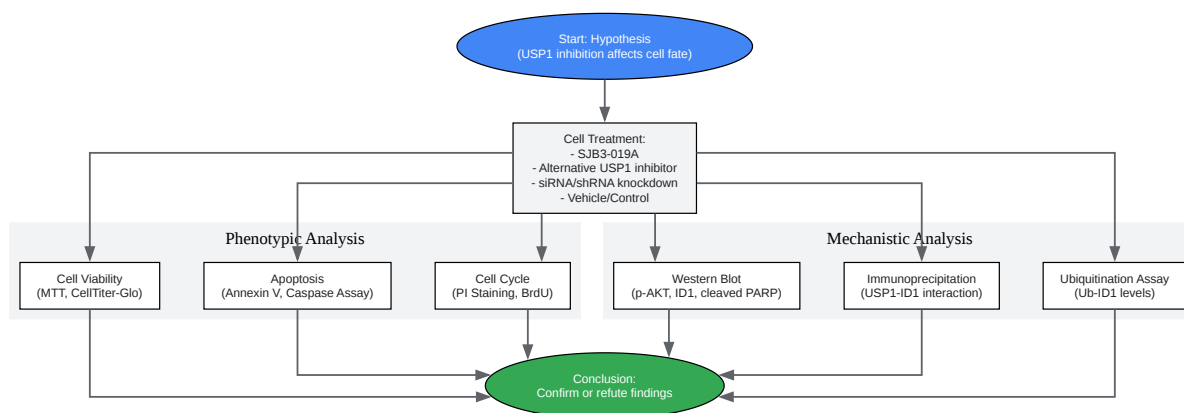 Start: Hypothesis
(USP1 inhibition affects cell fate)
Cell Treatment:
- SJB3-019A
- Alternative USP1 inhibitor
- siRNA/shRNA knockdown
- Vehicle/Control
Phenotypic Analysis
Mechanistic Analysis
Cell Viability
(MTT, CellTiter-Glo)
Apoptosis
(Annexin V, Caspase Assay)
Cell Cycle
(PI Staining, BrdU)
Western Blot
(p-AKT, ID1, cleaved PARP)
Immunoprecipitation
(USP1-ID1 interaction)
Ubiquitination Assay
(Ub-ID1 levels)
Conclusion:
Confirm or refute findings